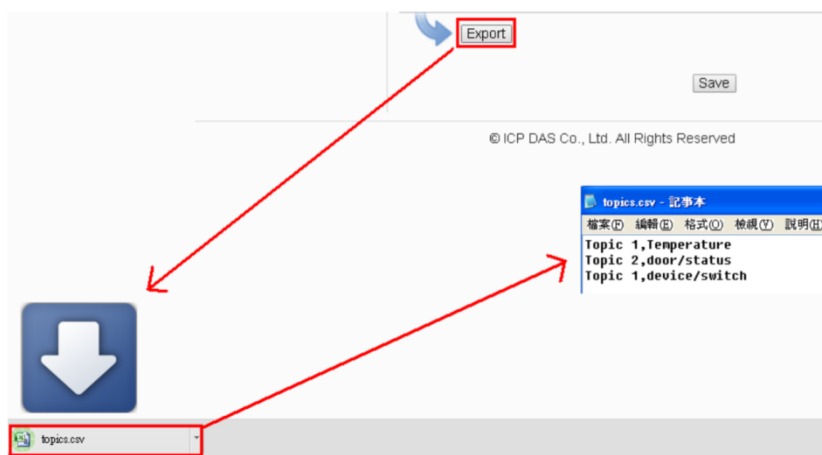 Export
Save
© ICP DAS Co., Ltd. All Rights Reserved
topics.csv - 記事本
檔案(F) 編輯(E) 格式(O) 檢視(V) 說明(H)
Topic 1,Temperature
Topic 2,door/status
Topic 1,device/switch
topics.csv